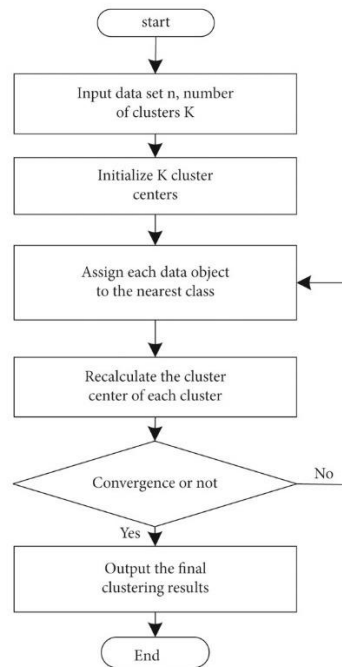 start
Input data set n, number
of clusters K
Initialize K cluster
centers
Assign each data object
to the nearest class
Recalculate the cluster
center of each cluster
Convergence or not
No
Yes
Output the final
clustering results
End